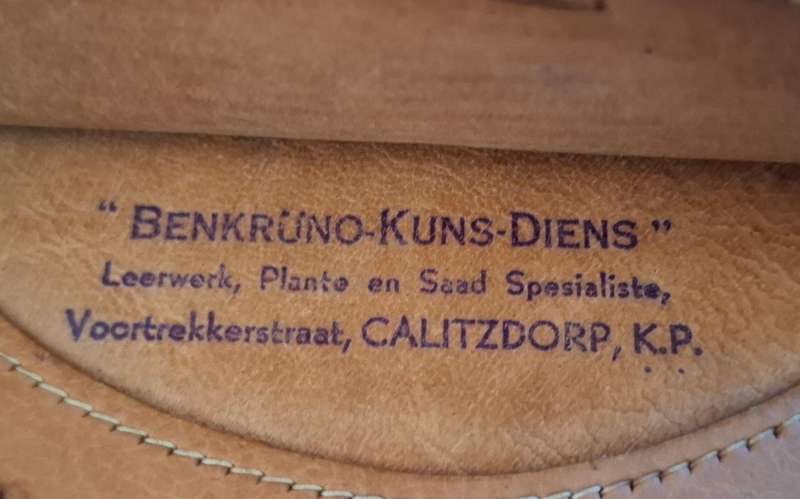 " BENKRÜNO-KUNS-DIENS "
Leerwerk, Plante en Saad Spesialiste,
Voortrekkerstraat, CALITZDORP, K.P.